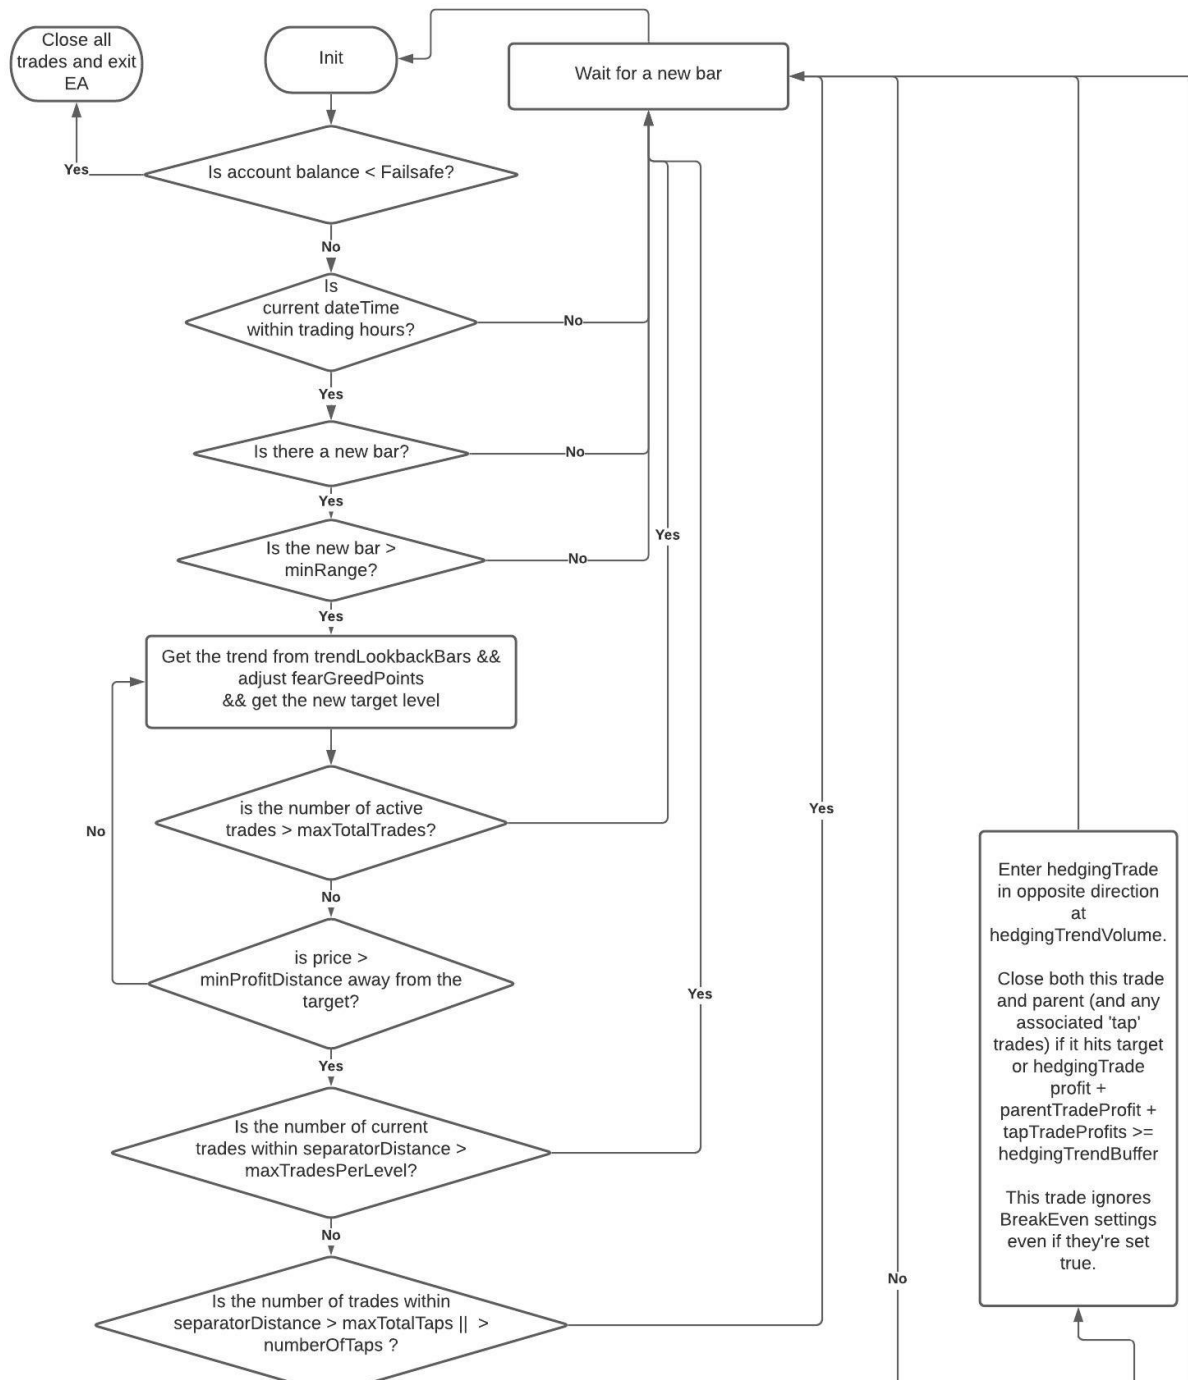 Close all
trades and exit
EA
Init
Wait for a new bar
Yes
Is account balance < Failsafe?
No
Is
current dateTime
within trading hours?
No
Yes
Is there a new bar?
No
Yes
Is the new bar >
minRange?
No
Yes
Yes
Get the trend from trendLookbackBars &&
adjust fearGreedPoints
&& get the new target level
is the number of active
trades > maxTotalTrades?
No
Yes
No
is price >
minProfitDistance away from the
target?
Yes
Yes
Is the number of current
trades within separatorDistance >
maxTradesPerLevel?
No
Is the number of trades within
separatorDistance > maxTotalTaps ||  >
numberOfTaps ?
No
Enter hedgingTrade
in opposite direction
at
hedgingTrendVolume.
Close both this trade
and parent (and any
associated 'tap'
trades) if it hits target
or hedgingTrade
profit +
parentTradeProfit +
tapTradeProfits >=
hedgingTrendBuffer
This trade ignores
BreakEven settings
even if they're set
true.